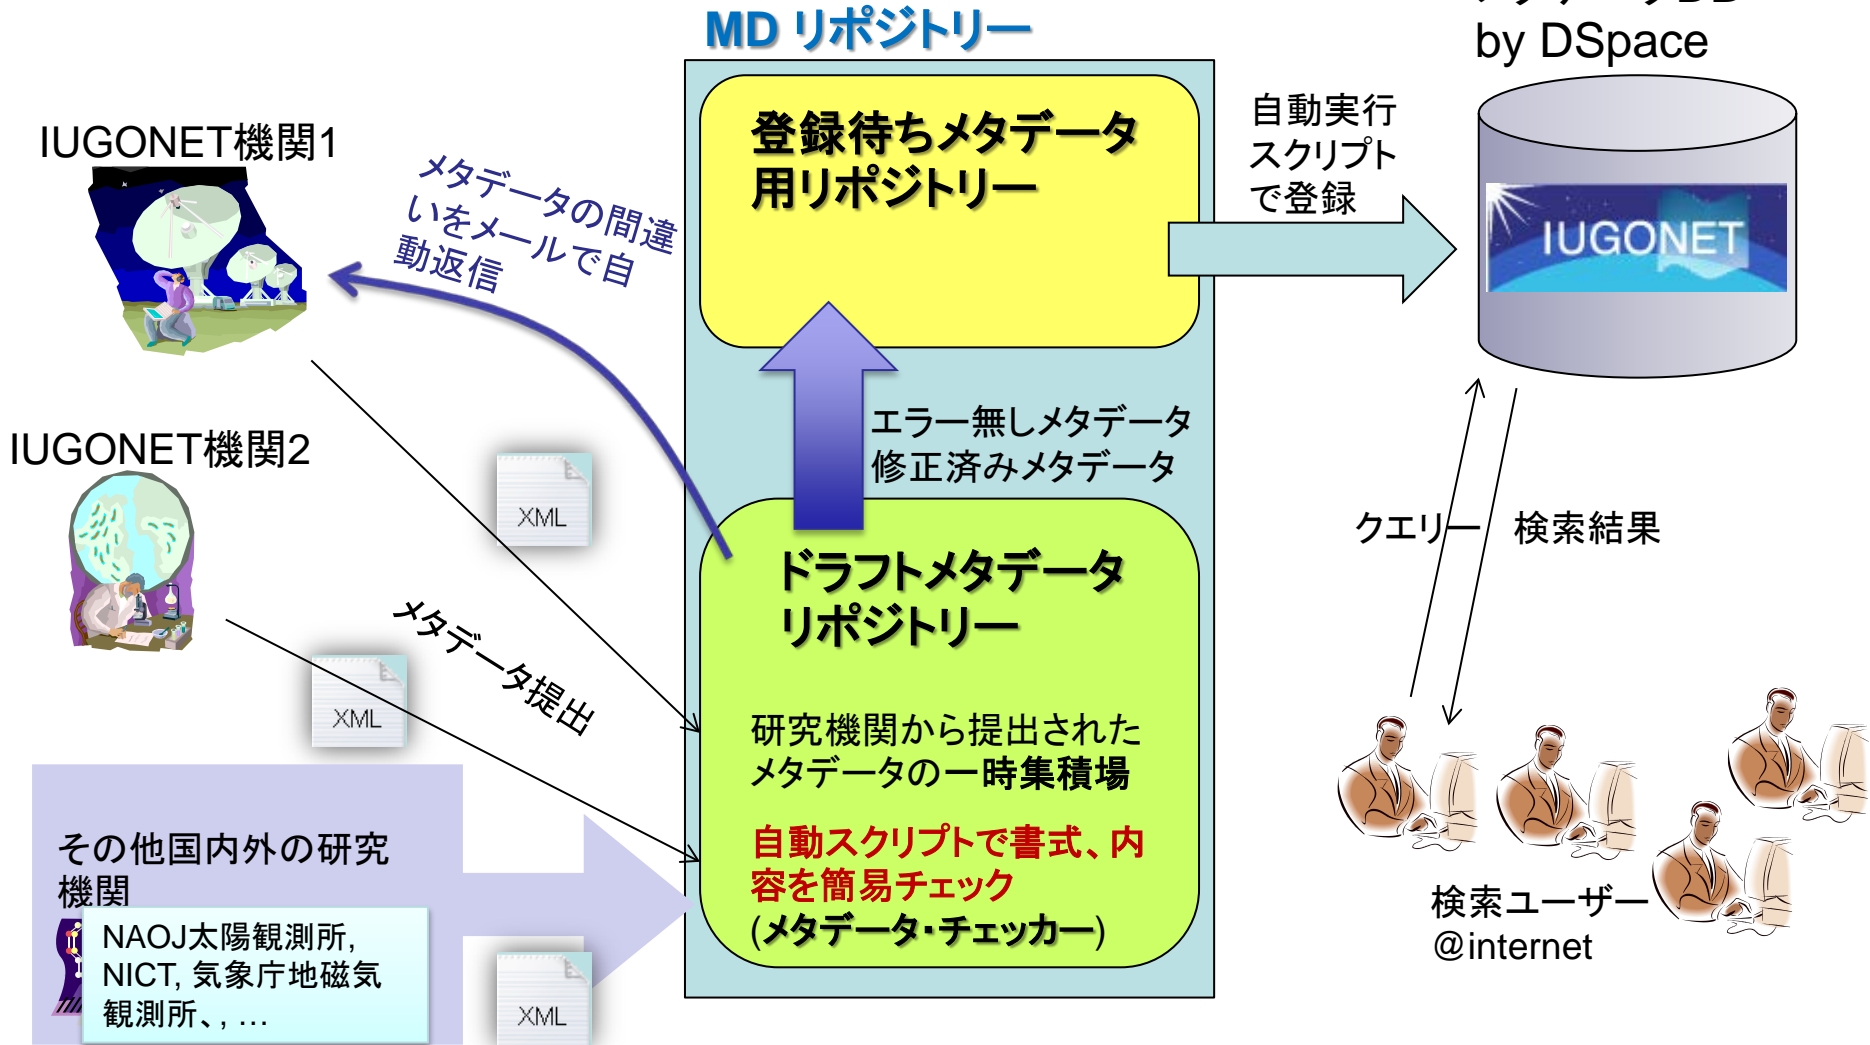 MD リポジトリー
by DSpace
IUGONET機関1
メタデータの間違
いをメールで自
動返信
登録待ちメタデータ
用リポジトリー
自動実行
スクリプト
で登録
IUGONET
エラー無しメタデータ
修正済みメタデータ
IUGONET機関2
XML
クエリー
検索結果
ドラフトメタデータ
リポジトリー
メタデータ提出
XML
研究機関から提出された
メタデータの一時集積場
自動スクリプトで書式、内
容を簡易チェック
(メタデータ・チェッカー)
その他国内外の研究
機関
NAOJ太陽観測所,
NICT, 気象庁地磁気
観測所、, …
XML
検索ユーザー
@internet